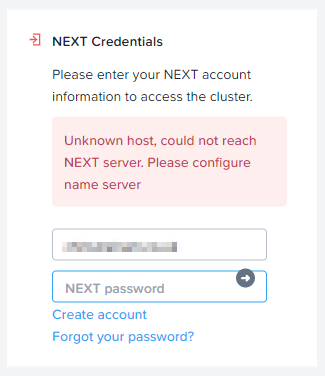 NEXT Credentials
Please enter your NEXT account
information to access the cluster.
Unknown host, could not reach
NEXT server. Please configure
name server
NEXT password
Create account
Forgot your password?